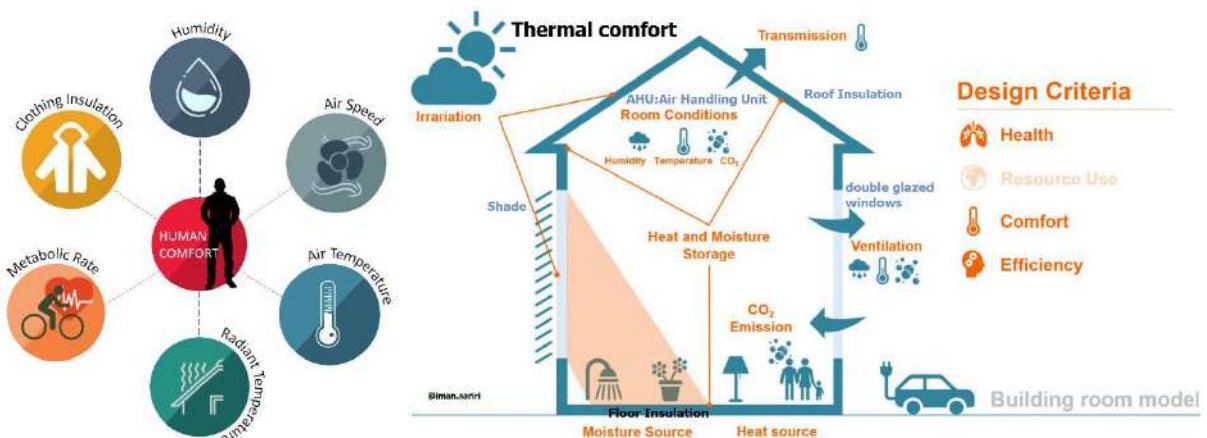 Humidity
Clothing Insulation
Air Speed
HUMAN
COMFORT
Metabolic Rate
Air Temperature
Radiant Temperature
Thermal comfort
Transmission
Irrariation
AHU:Air Handling Unit
Room Conditions
Humidity Temperature CO₂
Roof Insulation
Shade
double glazed
windows
Heat and Moisture
Storage
Ventilation
CO₂
Emission
@iman.sariri
Floor Insulation
Moisture Source Heat source
Design Criteria
Health
Resource Use
Comfort
Efficiency
Building room model